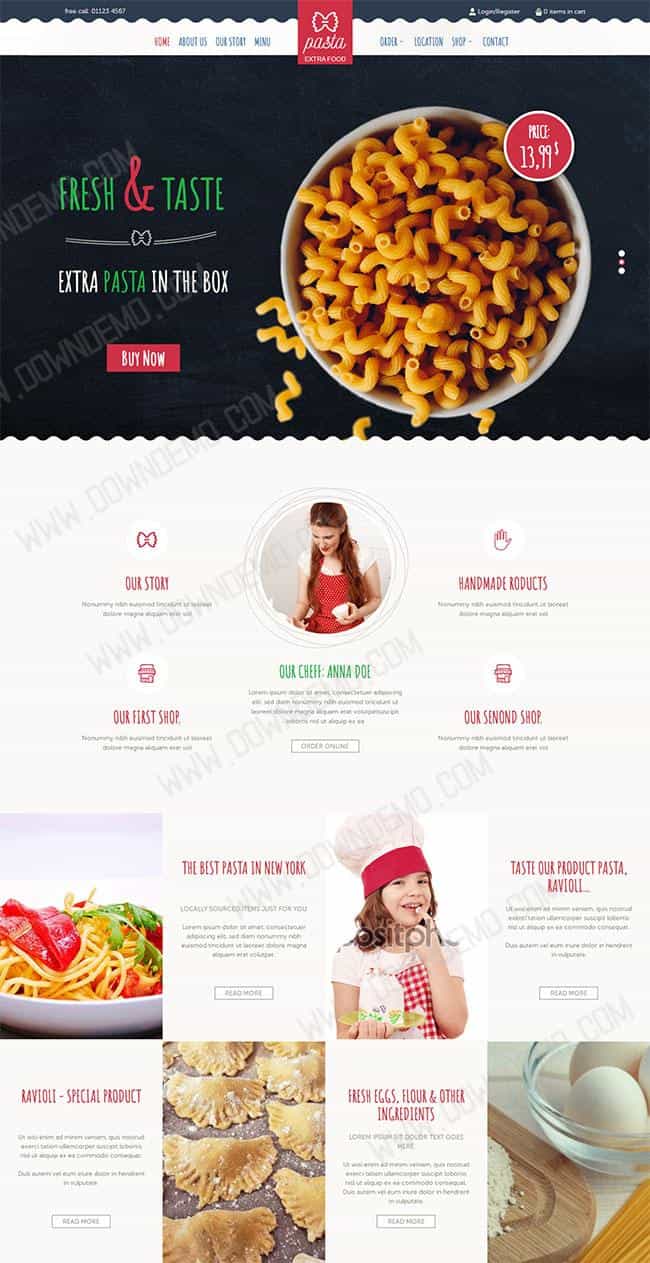 free call: 01123 4567
Login/Register
0 items in cart
HOME ABOUT US OUR STORY MENU
pasta
EXTRA FOOD
ORDER LOCATION SHOP CONTACT
PRICE:
13,99 $
FRESH & TASTE
EXTRA PASTA IN THE BOX
BUY NOW
WWW.DOWNDEMO.COM
OUR STORY
Nonummy nibh euismod tincidunt ut laoreet
dolore magna aliquam erat vol
HANDMADE RODUCTS
Nonummy nibh euismod tincidunt ut laoreet
dolore magna aliquam erat vol
OUR CHEFF: ANNA DOE
Lorem ipsum dolor sit amet, consectetuer adipiscing
elit, sed diam nonummy nibh euismod tincidunt ut
laoreet dolore magna aliquam erat volutpatsuscipit
lobortis nisl ut aliquip ex ea
ORDER ONLINE
OUR FIRST SHOP
Nonummy nibh euismod tincidunt ut laoreet
dolore magna aliquam erat vol
OUR SENOND SHOP
Nonummy nibh euismod tincidunt ut laoreet
dolore magna aliquam erat vol
THE BEST PASTA IN NEW YORK
LOCALLY SOURCED ITEMS JUST FOR YOU
Lorem ipsum dolor sit amet, consectetuer
adipiscing elit, sed diam nonummy nibh
euismod tincidunt ut laoreet dolore magna
aliquam erat volutpat.
READ MORE
TASTE OUR PRODUCT PASTA,
RAVIOLI...
Ut wisi enim ad minim veniam, quis nostrud
exerci tation ullamcorper suscipit lobortis
nisl ut aliquip ex ea commodo consequat.
Duis autem vel eum iriure dolor in hendrerit
in vulputate.
READ MORE
RAVIOLI - SPECIAL PRODUCT
Ut wisi enim ad minim veniam, quis nostrud
exerci tation ullamcorper suscipit lobortis
nisl ut aliquip ex ea commodo consequat.
Duis autem vel eum iriure dolor in hendrerit
in vulputate.
READ MORE
FRESH EGGS, FLOUR & OTHER
INGREDIENTS
LOREM IPSUM SIT DOLOR TEXT GOES
HERE
Ut wisi enim ad minim veniam, quis nostrud
exerci tation ullamcorper suscipit lobortis
nisl ut aliquip ex ea commodo consequat.
Duis autem vel eum iriure dolor in hendrerit
in vulputate.
READ MORE